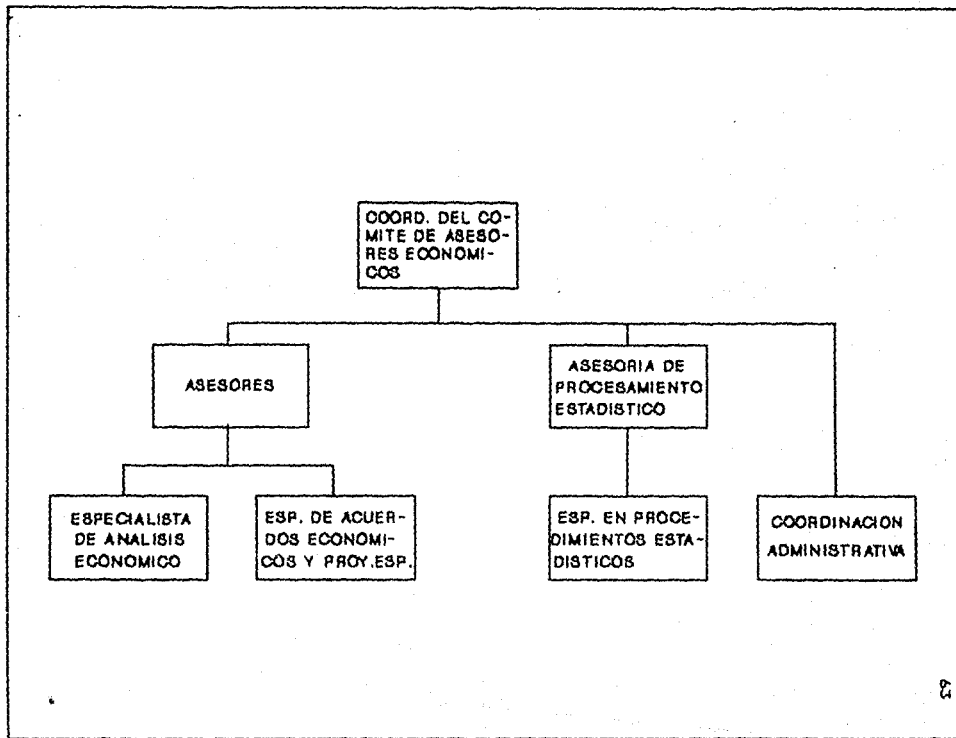 COORD. DEL CO-
MITE DE ASESO-
RES ECONOMI-
COS
ASESORES
ASESORIA DE
PROCESAMIENTO
ESTADISTICO
ESPECIALISTA
DE ANALISIS
ECONOMICO
ESP. DE ACUER-
DOS ECONOMI-
COS Y PROY.ESP.
ESP. EN PROCE-
DIMIENTOS ESTA-
DISTICOS
COORDINACION
ADMINISTRATIVA